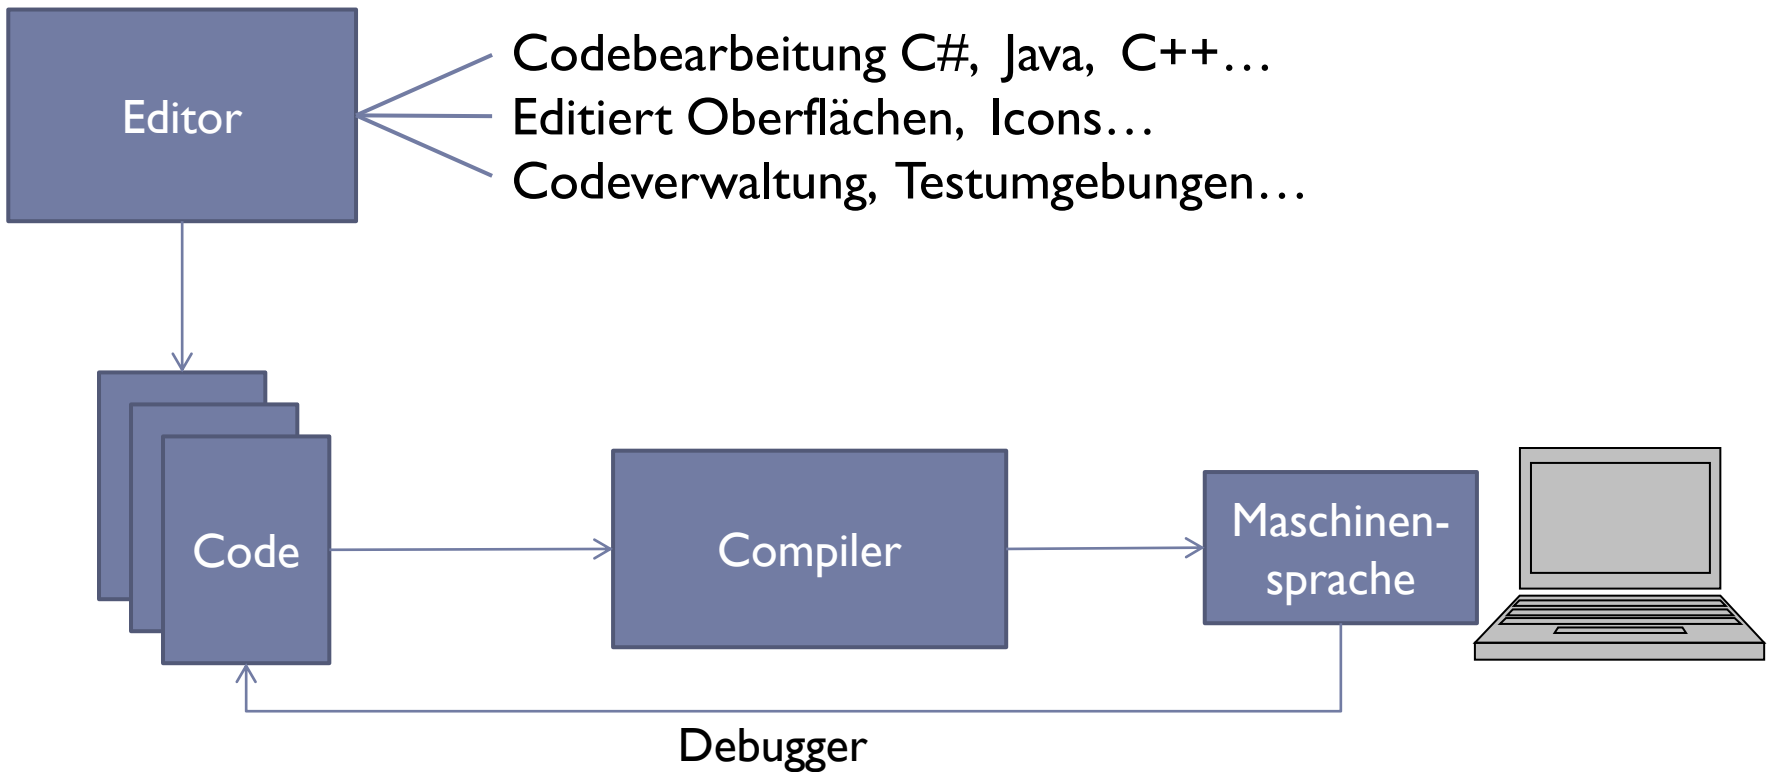 Editor
Codebearbeitung C#, Java, C++…
Editiert Oberflächen, Icons…
Codeverwaltung, Testumgebungen…
Code
Compiler
Maschinen-
sprache
Debugger